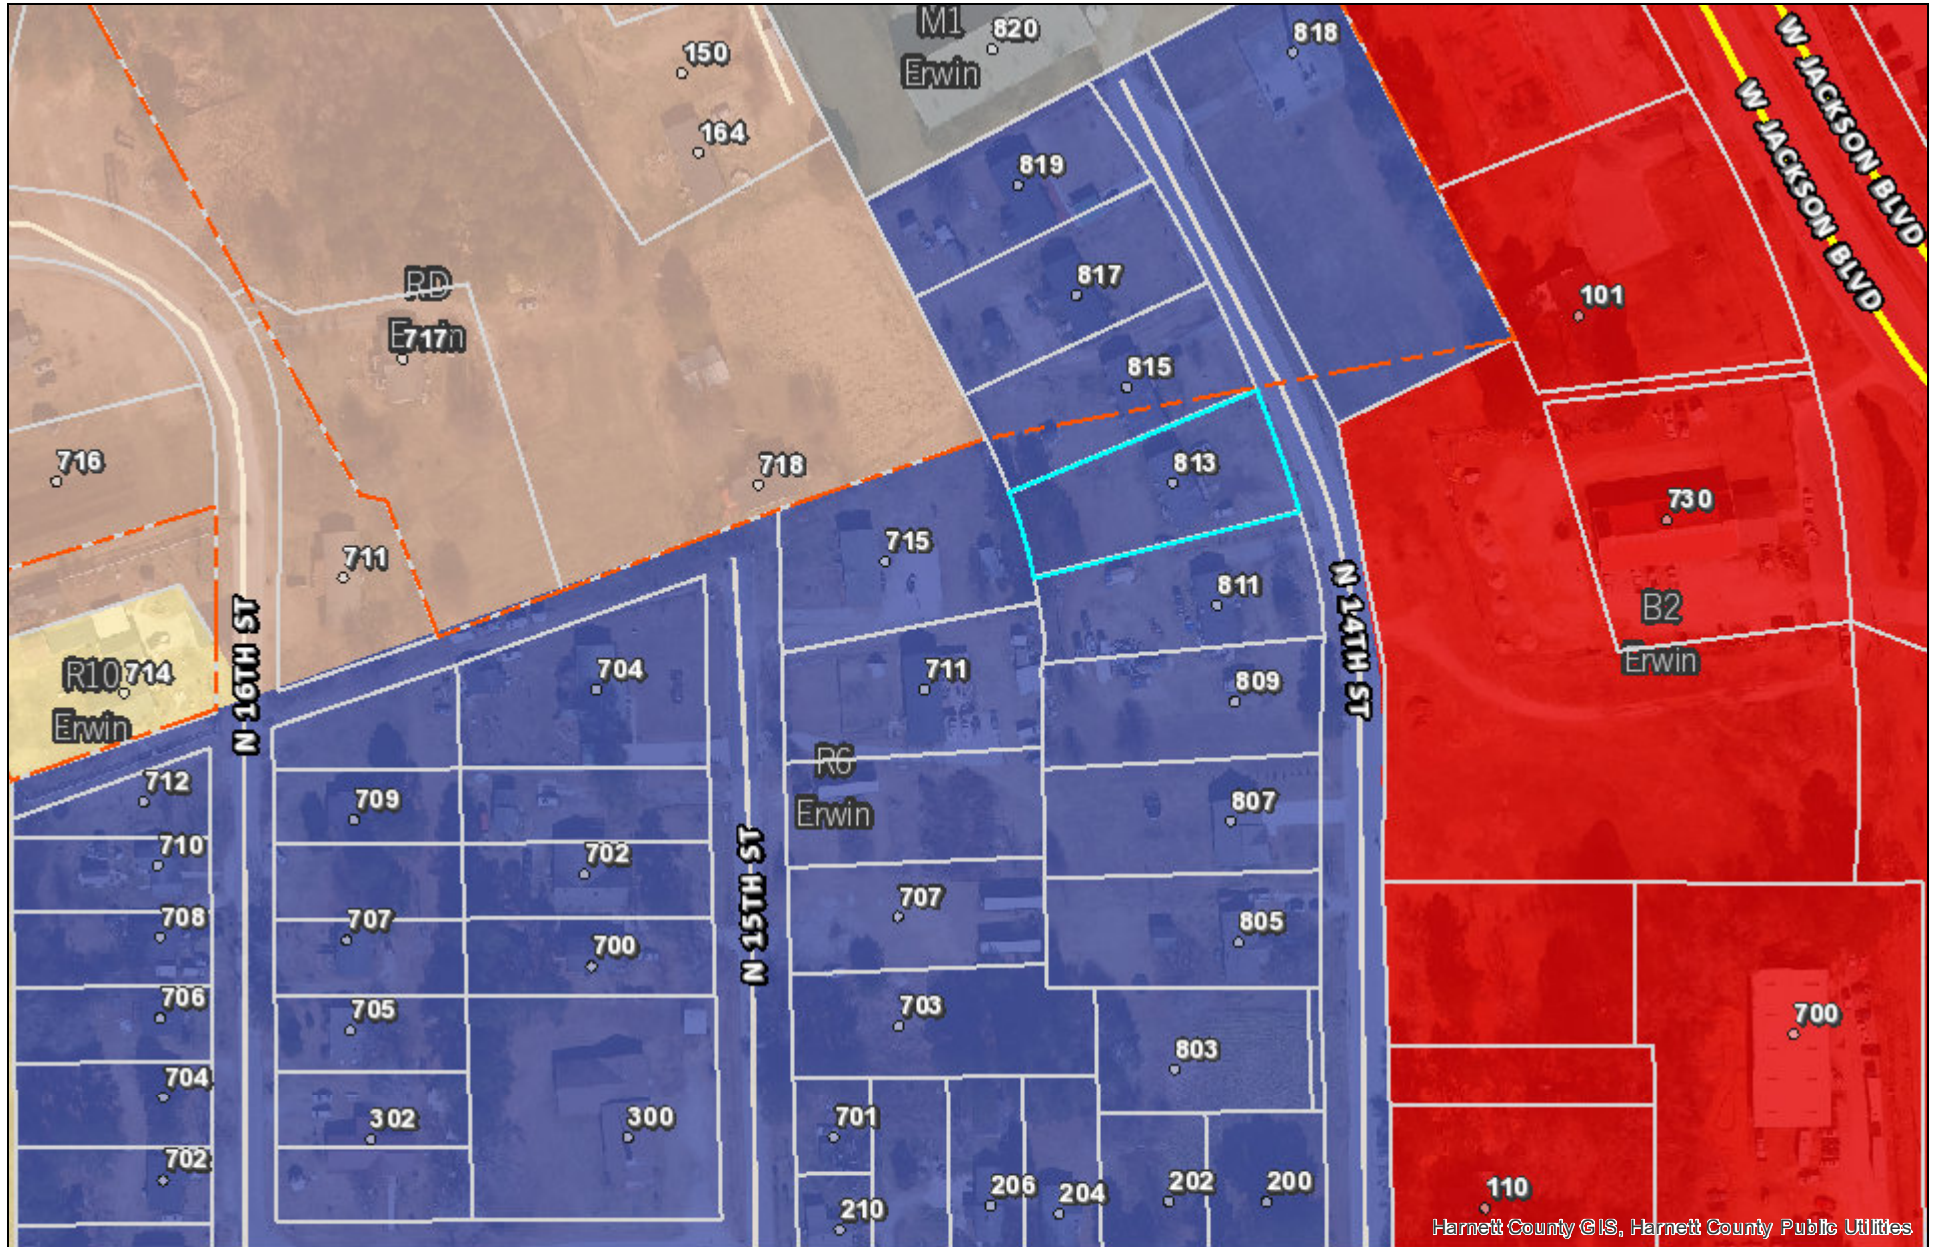 M1
Erwin
820
818
W JACKSON BLVD
W JACKSON BLVD
150
164
819
817
101
RD
Erwin
717
815
716
718
813
730
715
711
811
N 14TH ST
B2
Erwin
N 16TH ST
R10
Erwin
714
704
711
809
712
709
R6
Erwin
807
710
702
N 15TH ST
707
805
708
707
700
706
705
703
700
803
704
302
300
701
702
206
204
202
200
110
210
Harnett County GIS, Harnett County Public Utilities